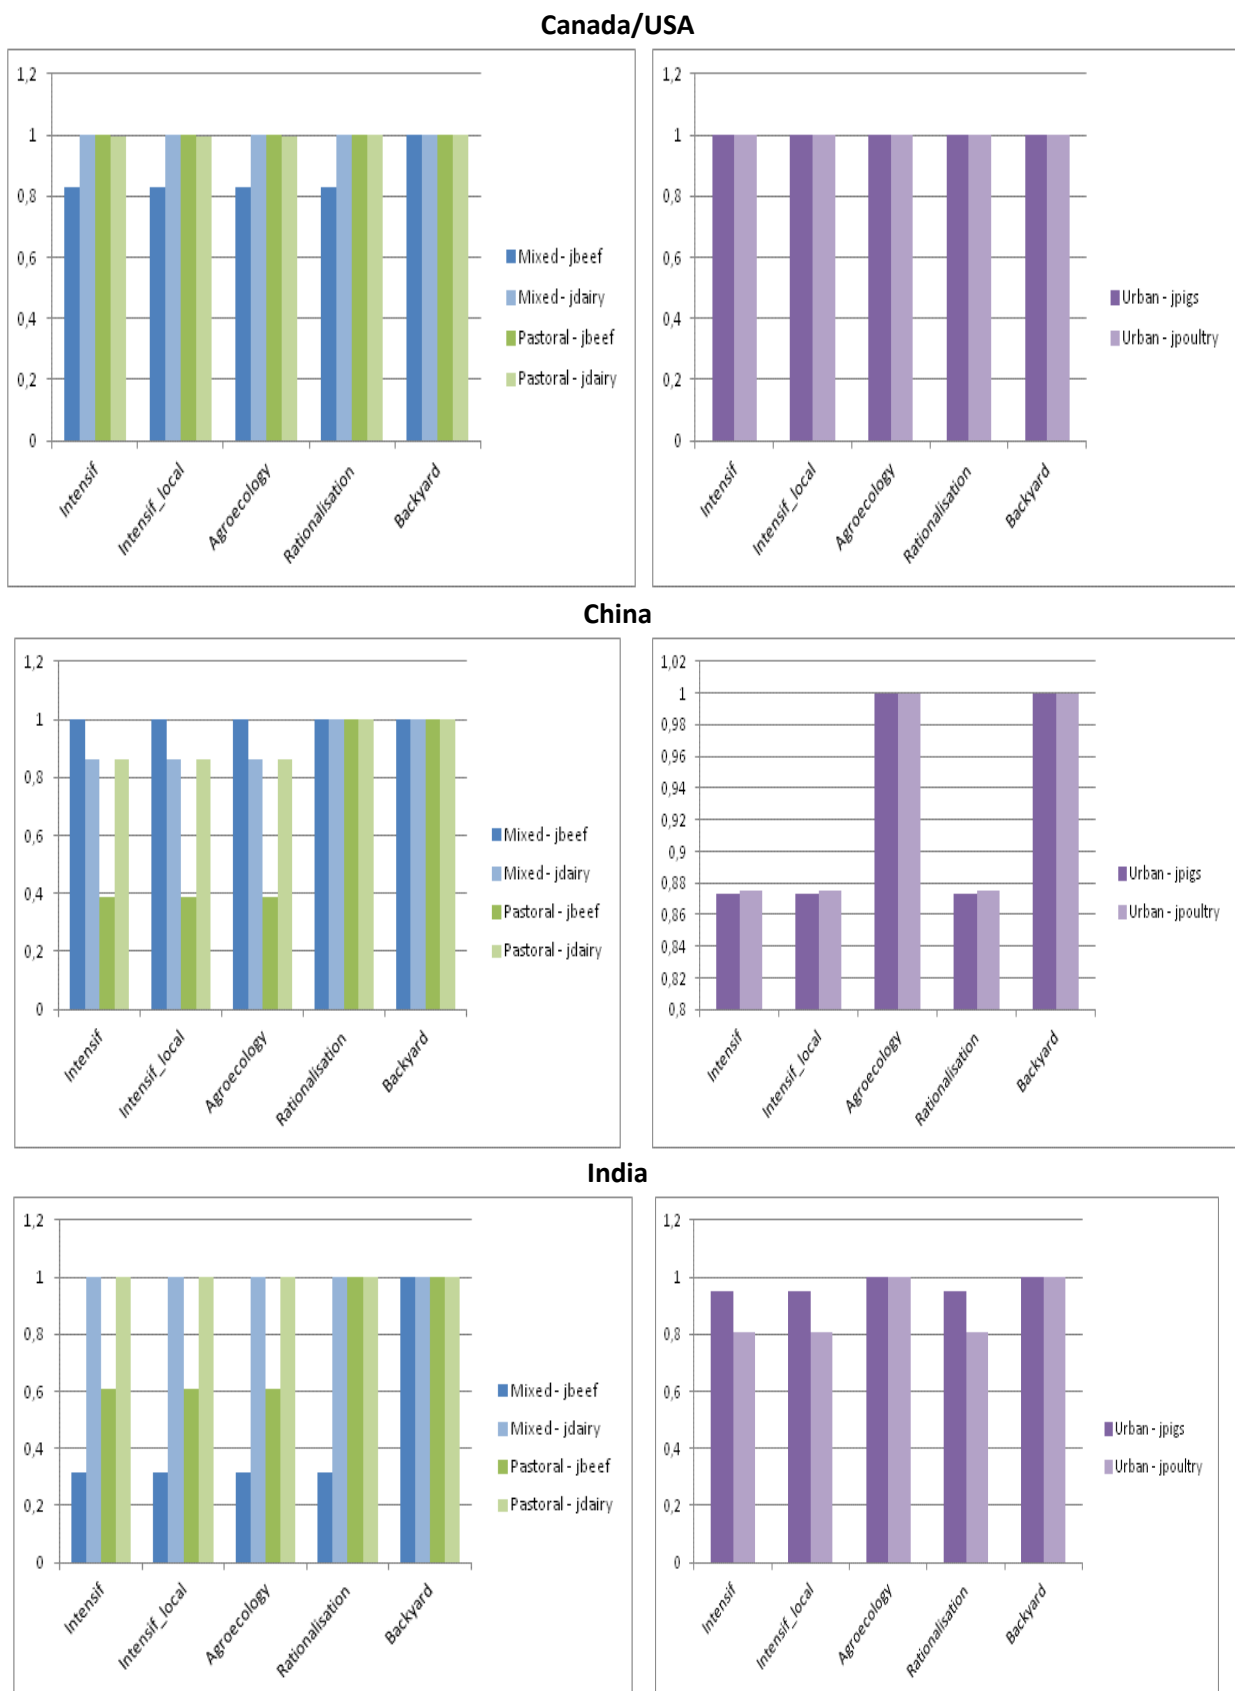 Canada/USA
1,2
1
0,8
0,6
0,4
0,2
0
Intensif
Intensif_local
Agroecology
Rationalisation
Backyard
Mixed - jbeef
Mixed - jdairy
Pastoral - jbeef
Pastoral - jdairy
1,2
1
0,8
0,6
0,4
0,2
0
Intensif
Intensif_local
Agroecology
Rationalisation
Backyard
Urban - jpigs
Urban - jpoultry
China
1,2
1
0,8
0,6
0,4
0,2
0
Intensif
Intensif_local
Agroecology
Rationalisation
Backyard
Mixed - jbeef
Mixed - jdairy
Pastoral - jbeef
Pastoral - jdairy
1,02
1
0,98
0,96
0,94
0,92
0,9
0,88
0,86
0,84
0,82
0,8
Intensif
Intensif_local
Agroecology
Rationalisation
Backyard
Urban - jpigs
Urban - jpoultry
India
1,2
1
0,8
0,6
0,4
0,2
0
Intensif
Intensif_local
Agroecology
Rationalisation
Backyard
Mixed - jbeef
Mixed - jdairy
Pastoral - jbeef
Pastoral - jdairy
1,2
1
0,8
0,6
0,4
0,2
0
Intensif
Intensif_local
Agroecology
Rationalisation
Backyard
Urban - jpigs
Urban - jpoultry